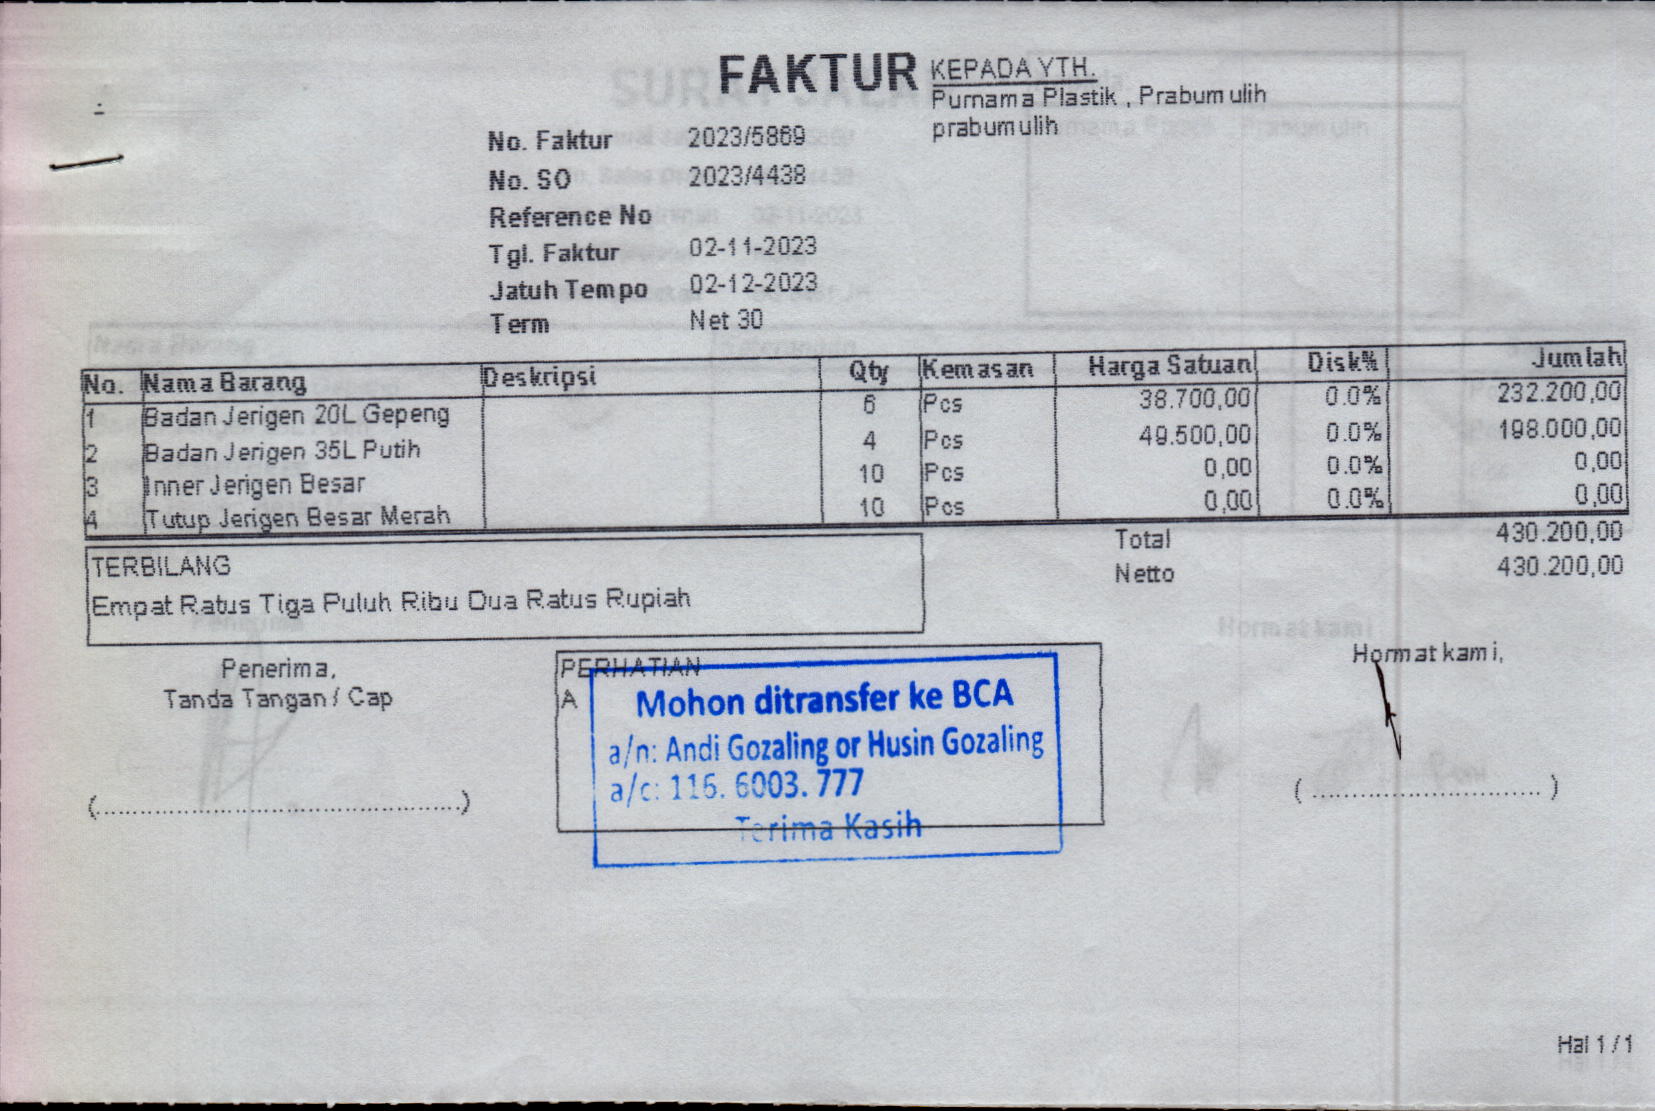 FAKTUR
KEPADA YTH.
Purnama Plastik , Prabumulih
prabumulih
No. Faktur 2023/5869
No. SO 2023/4438
Reference No
Tgl. Faktur 02-11-2023
Jatuh Tempo 02-12-2023
Term Net 30
No. Nama Barang Deskripsi Qty Kemasan Harga Satuan Disk% Jumlah
1 Badan Jerigen 20L Gepeng 6 Pcs 38.700,00 0.0% 232.200,00
2 Badan Jerigen 35L Putih 4 Pcs 49.500,00 0.0% 198.000,00
3 Inner Jerigen Besar 10 Pcs 0,00 0.0% 0,00
4 Tutup Jerigen Besar Merah 10 Pcs 0,00 0.0% 0,00
Total 430.200,00
Netto 430.200,00
TERBILANG
Empat Ratus Tiga Puluh Ribu Dua Ratus Rupiah
Penerima,
Tanda Tangan / Cap
(........................................)
PERHATIAN
A
Mohon ditransfer ke BCA
a/n: Andi Gozaling or Husin Gozaling
a/c: 116. 6003. 777
Terima Kasih
Hormat kami,
(............................)
Hal 1 / 1